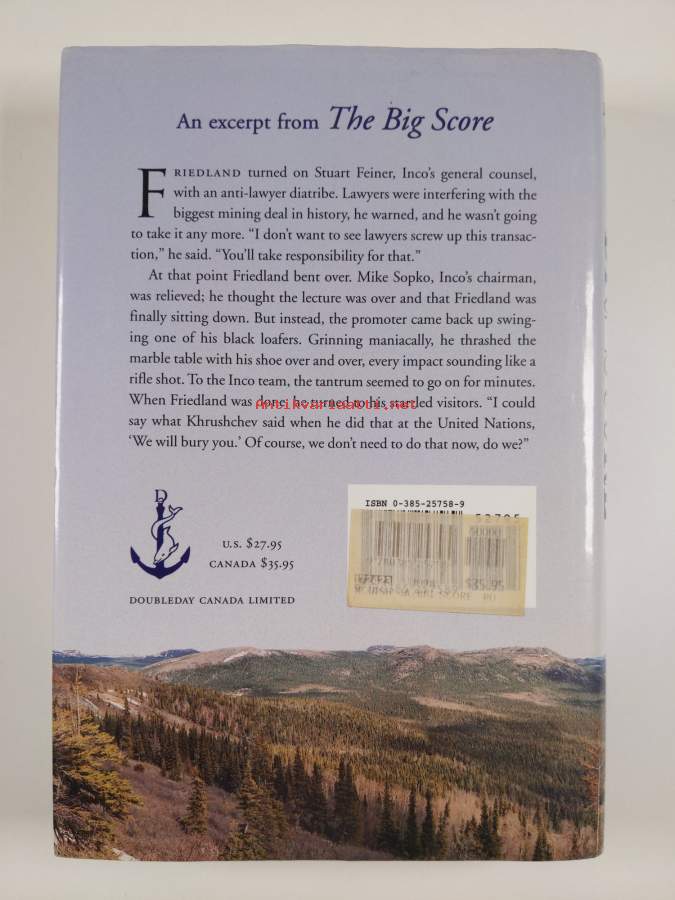 An excerpt from The Big Score
FRIEDLAND turned on Stuart Feiner, Inco's general counsel,
with an anti-lawyer diatribe. Lawyers were interfering with the
biggest mining deal in history, he warned, and he wasn't going
to take it any more. “I don't want to see lawyers screw up this transac-
tion,” he said. “You'll take responsibility for that.”
At that point Friedland bent over. Mike Sopko, Inco's chairman,
was relieved; he thought the lecture was over and that Friedland was
finally sitting down. But instead, the promoter came back up swing-
ing one of his black loafers. Grinning maniacally, he thrashed the
marble table with his shoe over and over, every impact sounding like a
rifle shot. To the Inco team, the tantrum seemed to go on for minutes.
When Friedland was done, he turned to his startled visitors. “I could
Antikvariaatti.net
say what Khrushchev said when he did that at the United Nations,
‘We will bury you.’ Of course, we don't need to do that now, do we?”
D
U.S. $27.95
CANADA $35.95
DOUBLEDAY CANADA LIMITED
ISBN 0-385-25758-9
$35.95